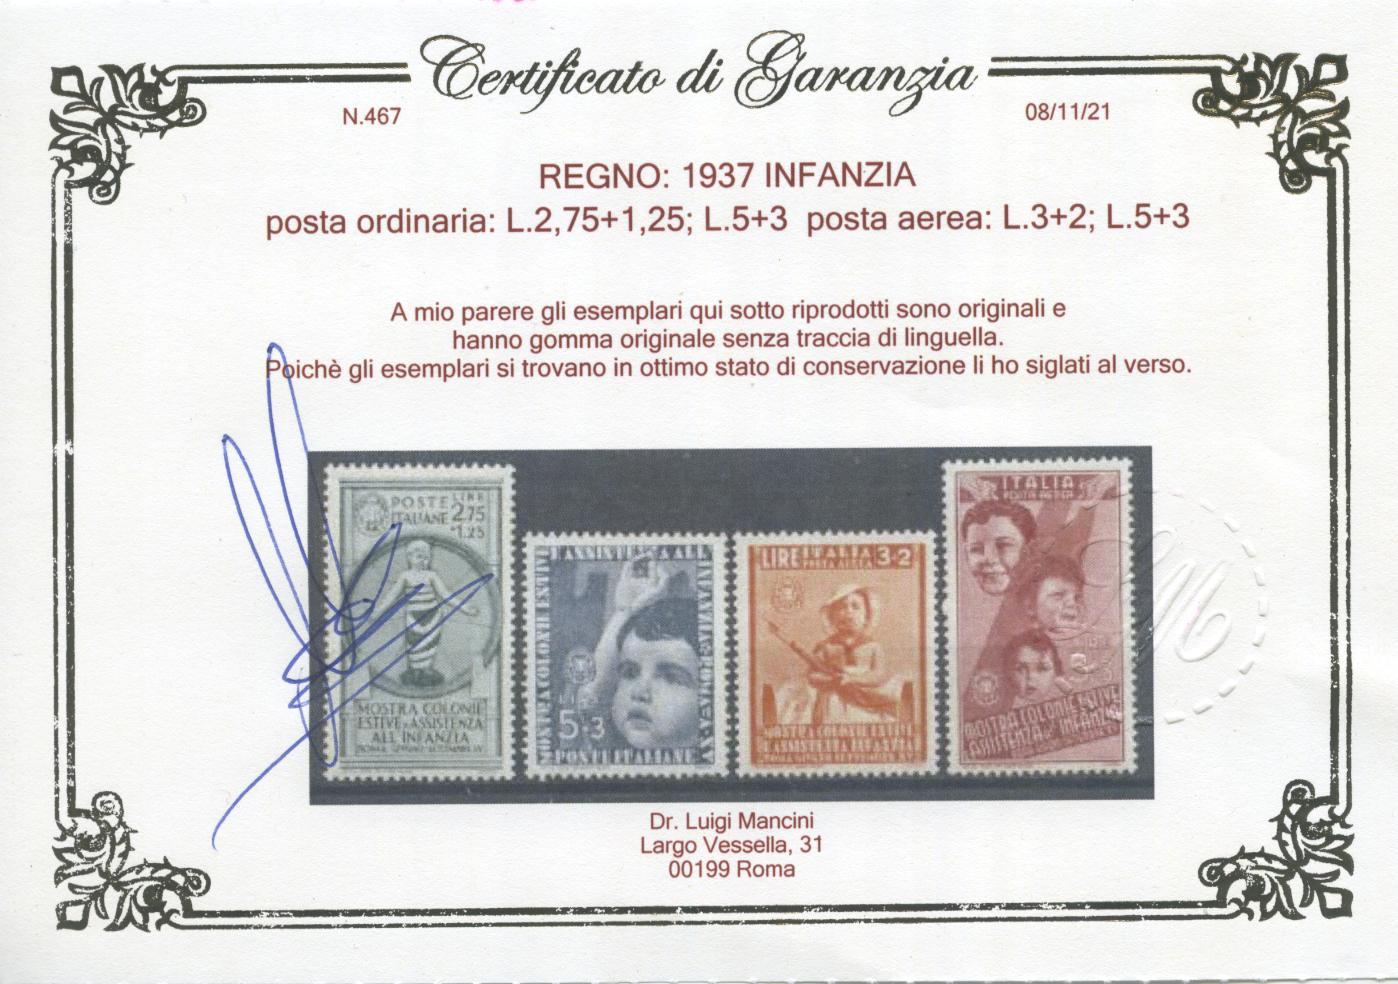 Certificato di Garanzia
N.467
08/11/21
REGNO: 1937 INFANZIA
posta ordinaria: L.2,75+1,25; L.5+3 posta aerea: L.3+2; L.5+3
A mio parere gli esemplari qui sotto riprodotti sono originali e
hanno gomma originale senza traccia di linguella.
Poichè gli esemplari si trovano in ottimo stato di conservazione li ho siglati al verso.
POSTE LIRE
ITALIANE 2,75
+1,25
MOSTRA COLONIE
ESTIVE E ASSISTENZA
ALL'INFANZIA
5+3
POSTE ITALIANE
LIRE ITALIA 3+2
POSTA AEREA
MOSTRA COLONIE ESTIVE
ITALIA
POSTA AEREA
MOSTRA COLONIE ESTIVE
ASSISTENZA INFANZIA
LM
Dr. Luigi Mancini
Largo Vessella, 31
00199 Roma